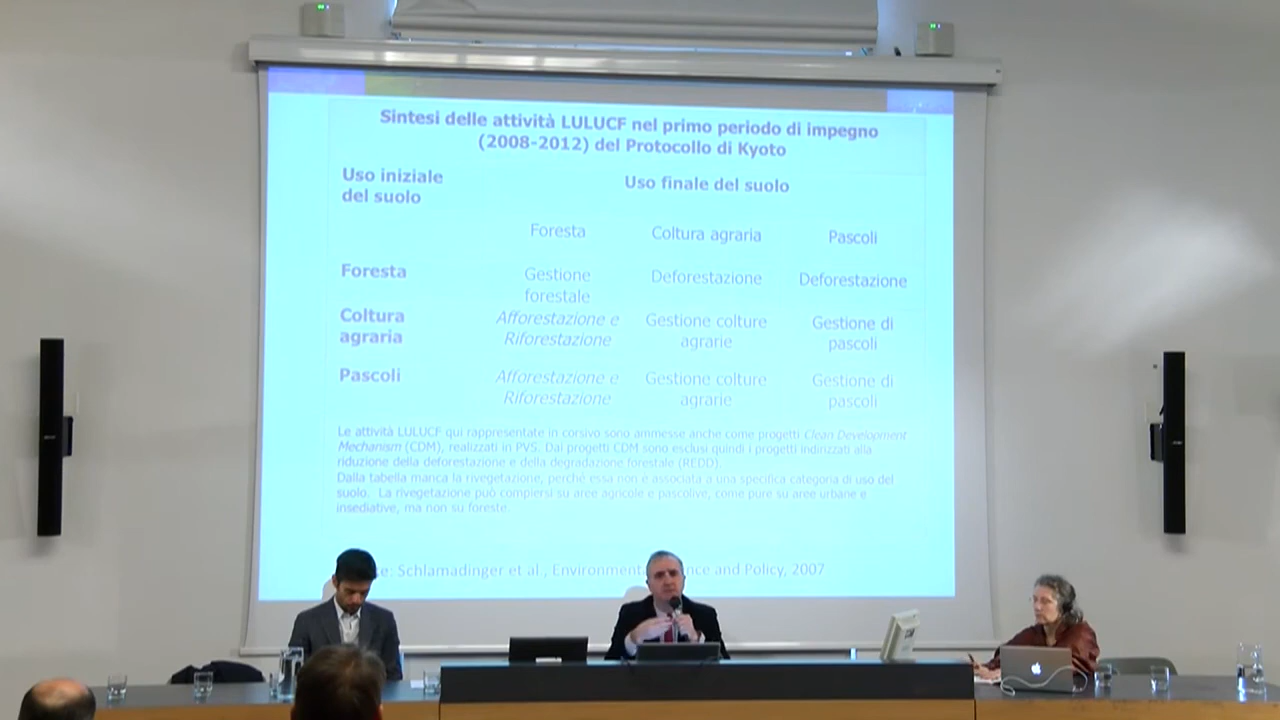 Sintesi delle attività LULUCF nel primo periodo di impegno
(2008-2012) del Protocollo di Kyoto
Uso iniziale
del suolo
Uso finale del suolo
Foresta
Coltura agraria
Pascoli
Foresta
Gestione
forestale
Deforestazione
Deforestazione
Coltura
agraria
Afforestazione e
Riforestazione
Gestione colture
agrarie
Gestione di
pascoli
Pascoli
Afforestazione e
Riforestazione
Gestione colture
agrarie
Gestione di
pascoli
Le attività LULUCF qui rappresentate in corsivo sono ammesse anche come progetti Clean Development
Mechanism (CDM), realizzati in PVS. Dai progetti CDM sono esclusi quindi i progetti indirizzati alla
riduzione della deforestazione e della degradazione forestale (REDD).
Dalla tabella manca la rivegetazione, perché essa non è associata a una specifica categoria di uso del
suolo. La rivegetazione può compiersi su aree agricole e pascolive, come pure su aree urbane e
insediative, ma non su foreste.
: Schlamadinger et al., and Policy, 2007